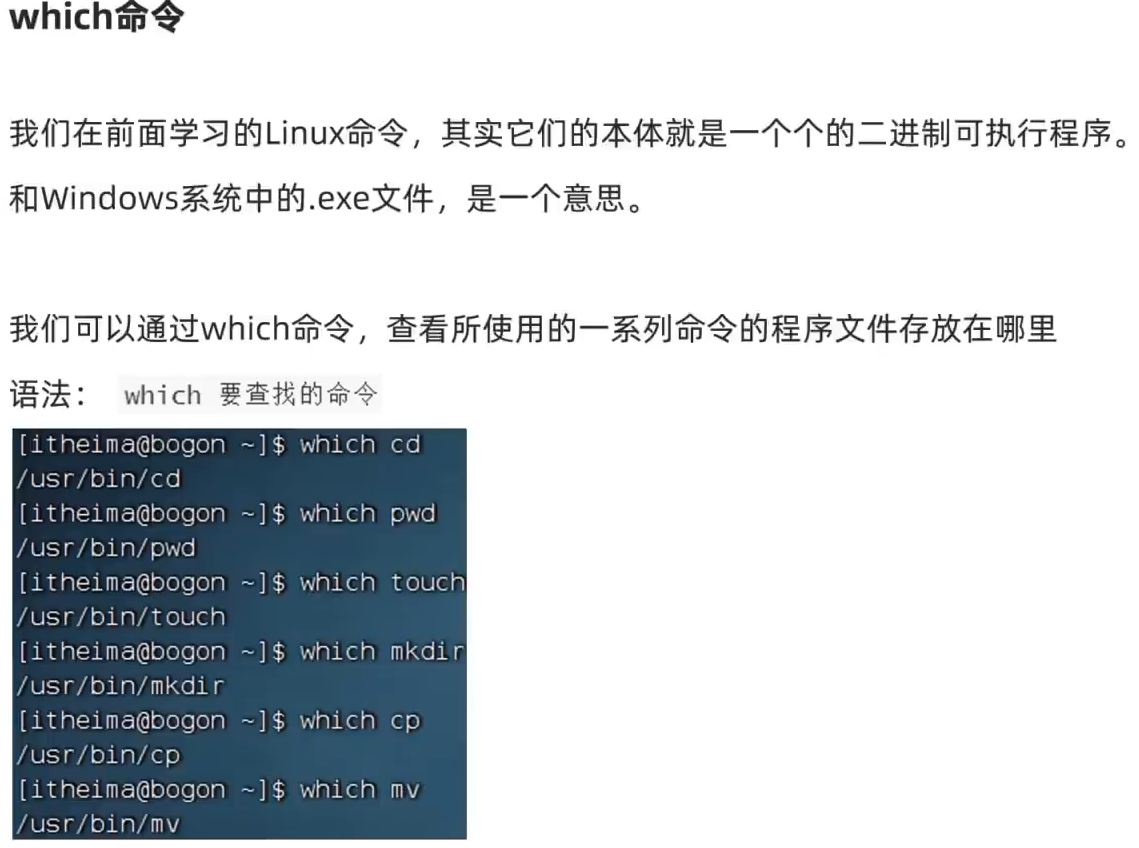 which命令
我们在前面学习的Linux命令，其实它们的本体就是一个个的二进制可执行程序。
和Windows系统中的.exe文件，是一个意思。
我们可以通过which命令，查看所使用的一系列命令的程序文件存放在哪里
语法： which 要查找的命令
[itheima@bogon ~]$ which cd
/usr/bin/cd
[itheima@bogon ~]$ which pwd
/usr/bin/pwd
[itheima@bogon ~]$ which touch
/usr/bin/touch
[itheima@bogon ~]$ which mkdir
/usr/bin/mkdir
[itheima@bogon ~]$ which cp
/usr/bin/cp
[itheima@bogon ~]$ which mv
/usr/bin/mv